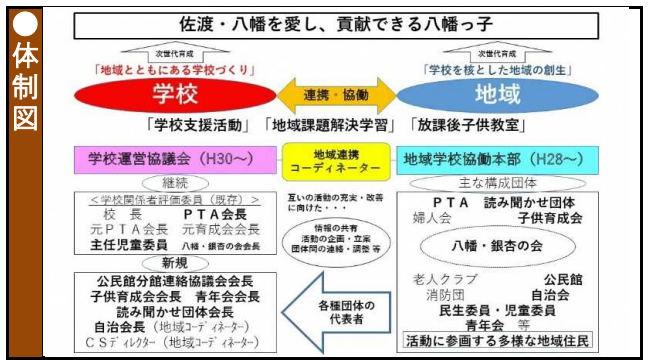 ●体制図
佐渡・八幡を愛し、貢献できる八幡っ子
次世代育成
次世代育成
「地域とともにある学校づくり」
「学校を核とした地域の創生」
学校
連携・協働
地域
「学校支援活動」「地域課題解決学習」「放課後子供教室」
学校運営協議会（H30～）
地域連携
コーディネーター
地域学校協働本部（H28～）
継続
＜学校関係者評価委員（既存）＞
校　長　ＰＴＡ会長
元ＰＴＡ会長　元育成会会長
主任児童委員　八幡・銀杏の会会長
新規
公民館分館連絡協議会会長
子供育成会会長　青年会会長
読み聞かせ団体会長
自治会長（地域ｺｰﾃﾞｨﾈｰﾀｰ）
ＣＳﾃﾞｨﾚｸﾀｰ（地域ｺｰﾃﾞｨﾈｰﾀｰ）
互いの活動の充実・改善
に向けた・・・
情報の共有
活動の企画・立案
団体間の連絡・調整 等
各種団体の
代表者
主な構成団体
ＰＴＡ　読み聞かせ団体
婦人会　子供育成会
八幡・銀杏の会
老人クラブ　公民館
消防団　自治会
民生委員・児童委員
青年会　等
活動に参画する多様な地域住民